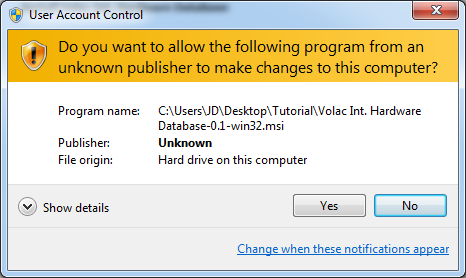 User Account Control
Do you want to allow the following program from an
unknown publisher to make changes to this computer?
Program name: C:\Users\JD\Desktop\Tutorial\Volac Int. Hardware
Database-0.1-win32.msi
Publisher: Unknown
File origin: Hard drive on this computer
Show details
Yes
No
Change when these notifications appear